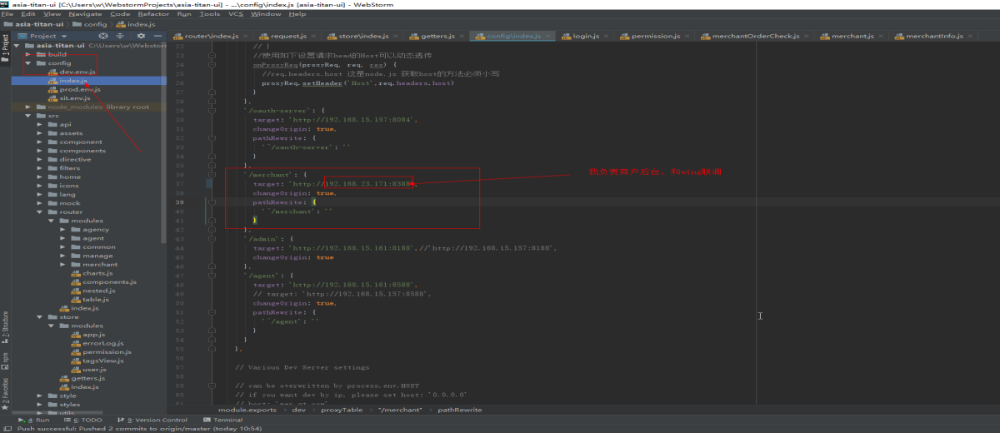 asia-titan-ui [C:\Users\w\WebstormProjects\asia-titan-ui] - ...\config\index.js [asia-titan-ui] - WebStorm
File Edit View Navigate Code Refactor Run Tools VCS Window Help
asia-titan-ui config index.js
Project
router\index.js request.js store\index.js getters.js config\index.js login.js permission.js merchantOrderCheck.js merchant.js merchantInfo.js
1: Project
asia-titan-ui C:\Users\w\Webstorm
build
config
dev.env.js
index.js
prod.env.js
sit.env.js
node_modules library root
src
api
assets
component
components
directive
filters
home
icons
lang
mock
router
modules
agency
agent
common
manage
merchant
charts.js
components.js
nested.js
table.js
index.js
store
modules
app.js
errorLog.js
permission.js
tagsView.js
user.js
getters.js
index.js
style
styles
utils
2: Structure
npm
2: Favorites
22 // }
23 //使用如下设置请求head的Host可以动态透传
24 onProxyReq(proxyReq, req, res) {
25 //req.headers.host 这是node.js 获取host的方法必须小写
26 proxyReq.setHeader('Host',req.headers.host)
27 }
28 },
29 '/oauth-server': {
30 target: 'http://192.168.15.157:8084',
31 changeOrigin: true,
32 pathRewrite: {
33 '^/oauth-server': ''
34 }
35 },
36 '/merchant': {
37 target: 'http://192.168.23.171:8388',
38 changeOrigin: true,
39 pathRewrite: {
40 '^/merchant': ''
41 }
42 },
43 '/admin': {
44 target: 'http://192.168.15.161:8188',//"http://192.168.15.157:8188',
45 changeOrigin: true
46 },
47 '/agent': {
48 target: 'http://192.168.15.161:8588',
49 // target: 'http://192.168.15.157:8588',
50 changeOrigin: true,
51 pathRewrite: {
52 '^/agent': ''
53 }
54 }
55 },
56
57 // Various Dev Server settings
58
59 // can be overwritten by process.env.HOST
60 // if you want dev by ip, please set host: '0.0.0.0'
我负责商户后台，和wing联调
module.exports dev proxyTable "/merchant" pathRewrite
4: Run 6: TODO 9: Version Control Terminal
Push successful: Pushed 2 commits to origin/master (today 10:54)